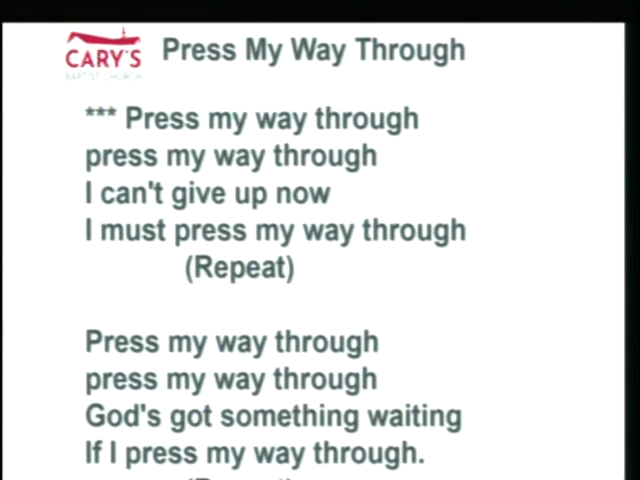 CARY'S
BAPTIST CHURCH
Press My Way Through
*** Press my way through
press my way through
I can't give up now
I must press my way through
(Repeat)
Press my way through
press my way through
God's got something waiting
If I press my way through.